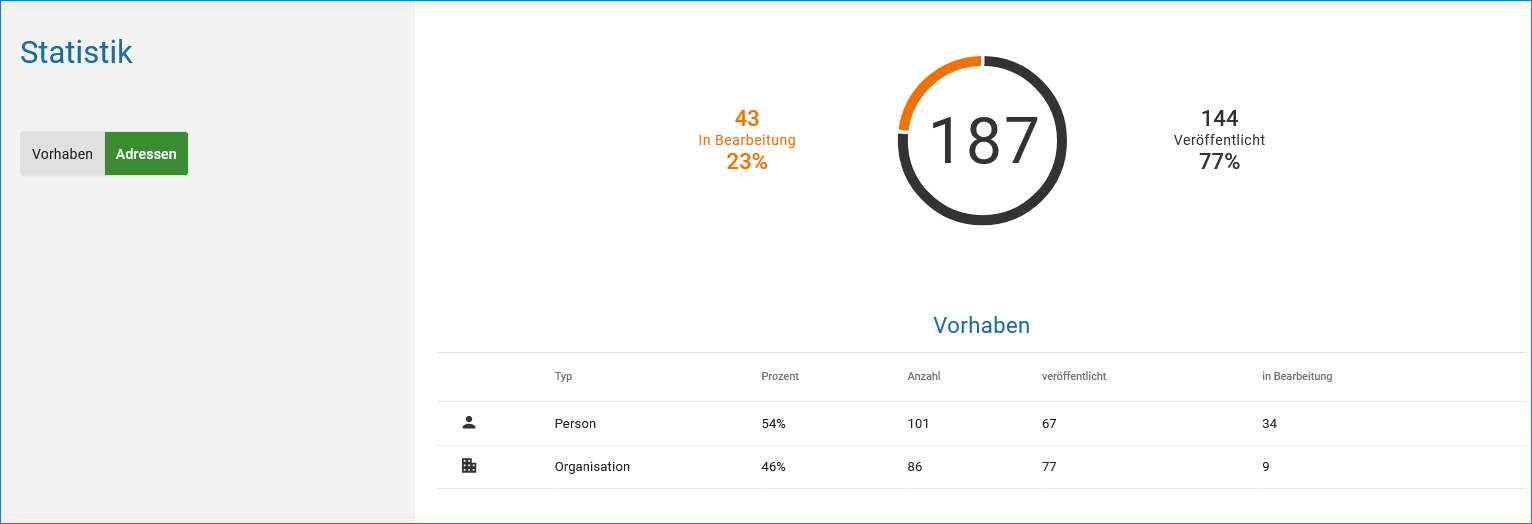 Statistik
Vorhaben Adressen
43
In Bearbeitung
23%
187
144
Veröffentlicht
77%
Vorhaben
Typ Prozent Anzahl veröffentlicht in Bearbeitung
Person 54% 101 67 34
Organisation 46% 86 77 9